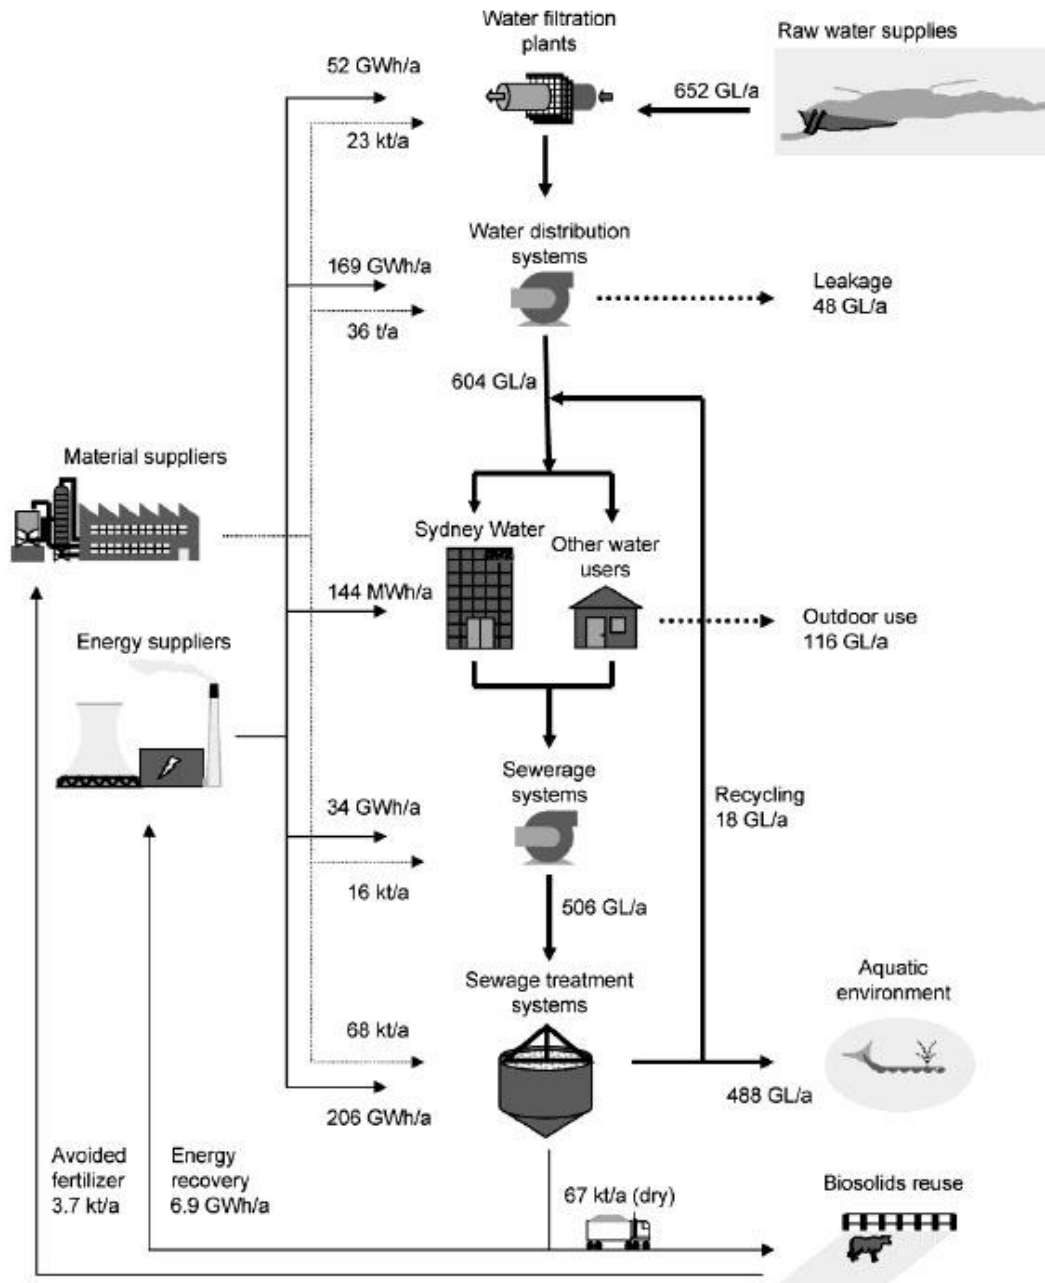 Water filtration
plants
Raw water supplies
52 GWh/a
652 GL/a
23 kt/a
Water distribution
systems
169 GWh/a
Leakage
48 GL/a
36 t/a
604 GL/a
Material suppliers
Sydney Water
Other water
users
144 MWh/a
Outdoor use
116 GL/a
Energy suppliers
Sewerage
systems
34 GWh/a
Recycling
18 GL/a
16 kt/a
506 GL/a
Sewage treatment
systems
Aquatic
environment
68 kt/a
488 GL/a
206 GWh/a
Avoided
fertilizer
3.7 kt/a
Energy
recovery
6.9 GWh/a
67 kt/a (dry)
Biosolids reuse